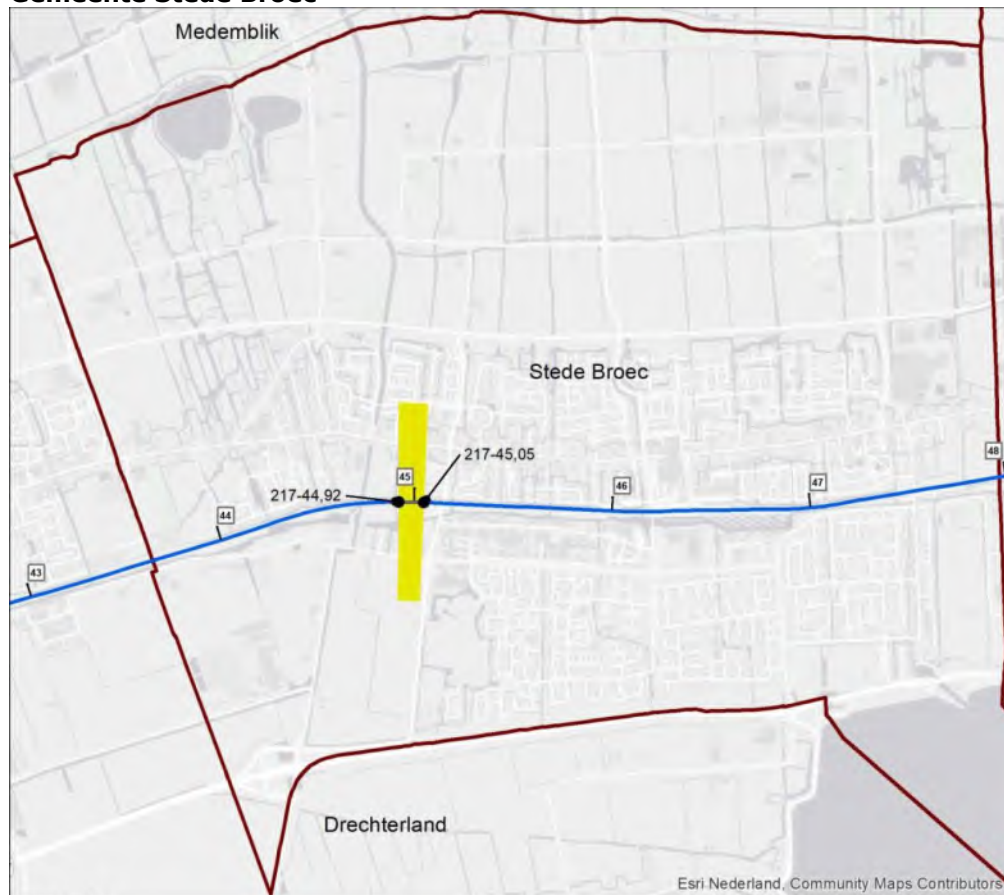 Gemeente Stede Broec
Medemblik
Stede Broec
217-45,05
48
45
217-44,92
46
47
44
43
Drechterland
Esri Nederland, Community Maps Contributors